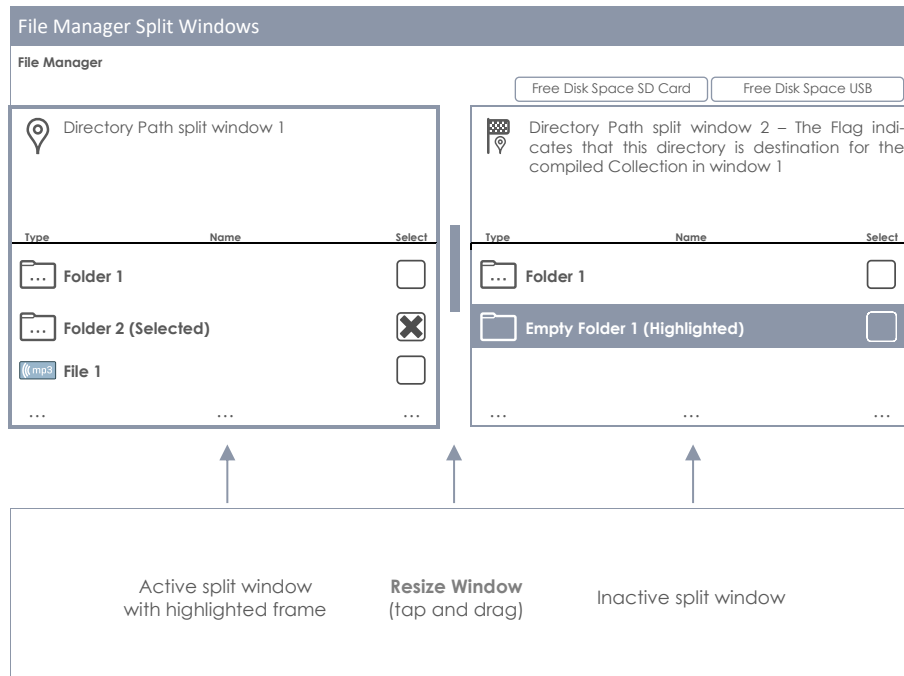 File Manager Split Windows
File Manager
Free Disk Space SD Card
Free Disk Space USB
Directory Path split window 1
Directory Path split window 2 – The Flag indi-
cates that this directory is destination for the
compiled Collection in window 1
Type Name Select
Type Name Select
... Folder 1
... Folder 2 (Selected)
mp3 File 1
... ... ...
... Folder 1
Empty Folder 1 (Highlighted)
... ... ...
Active split window
with highlighted frame
Resize Window
(tap and drag)
Inactive split window